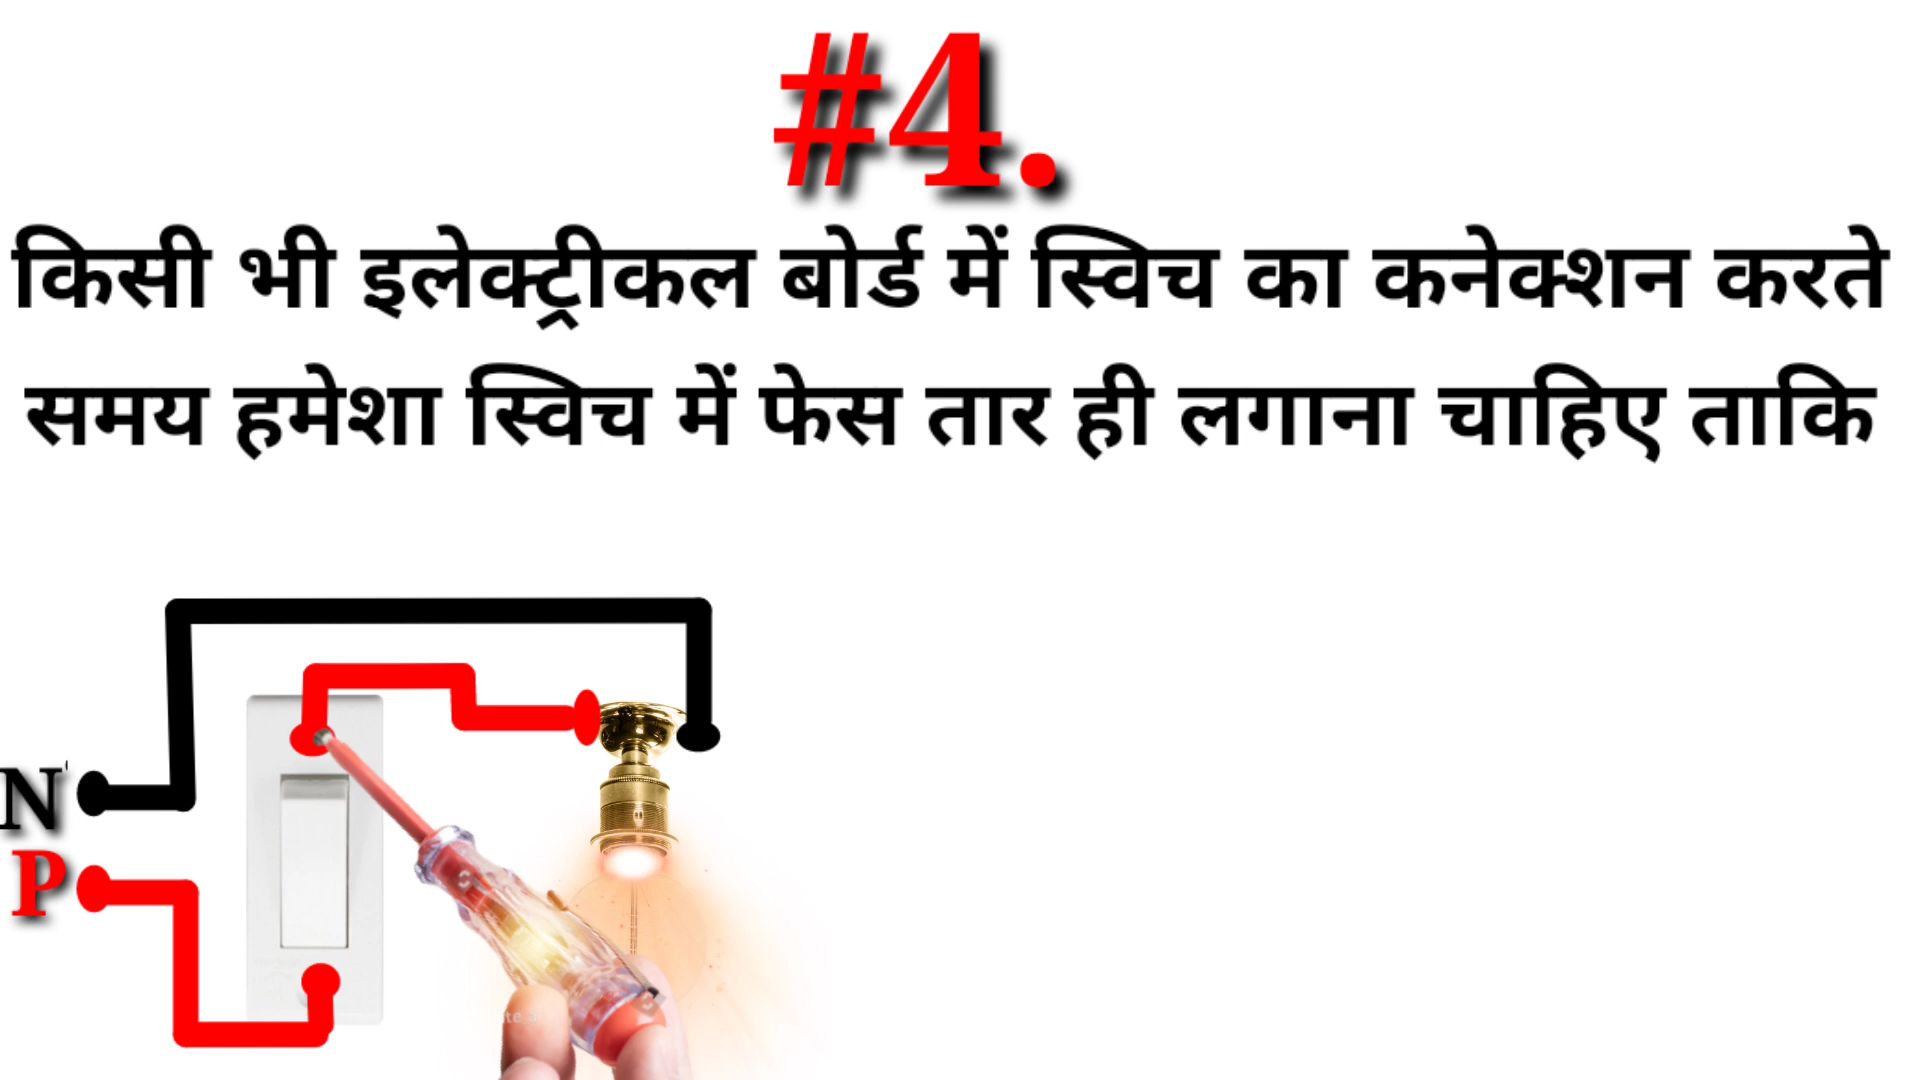 #4.
किसी भी इलेक्ट्रीकल बोर्ड में स्विच का कनेक्शन करते
समय हमेशा स्विच में फेस तार ही लगाना चाहिए ताकि
N
P